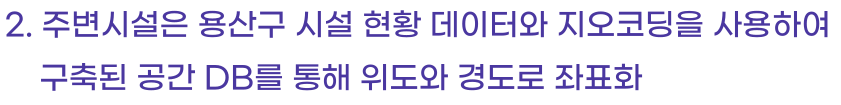 2. 주변시설은 용산구 시설 현황 데이터와 지오코딩을 사용하여
구축된 공간 DB를 통해 위도와 경도로 좌표화